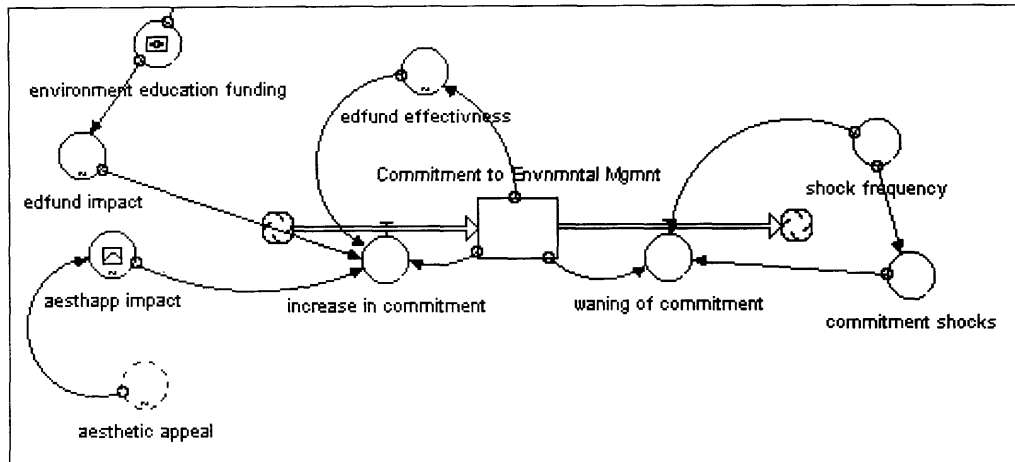 environment education funding
edfund effectivness
Commitment to Envnmntal Mgmnt
shock frequency
edfund impact
aesthapp impact
increase in commitment
waning of commitment
commitment shocks
aesthetic appeal